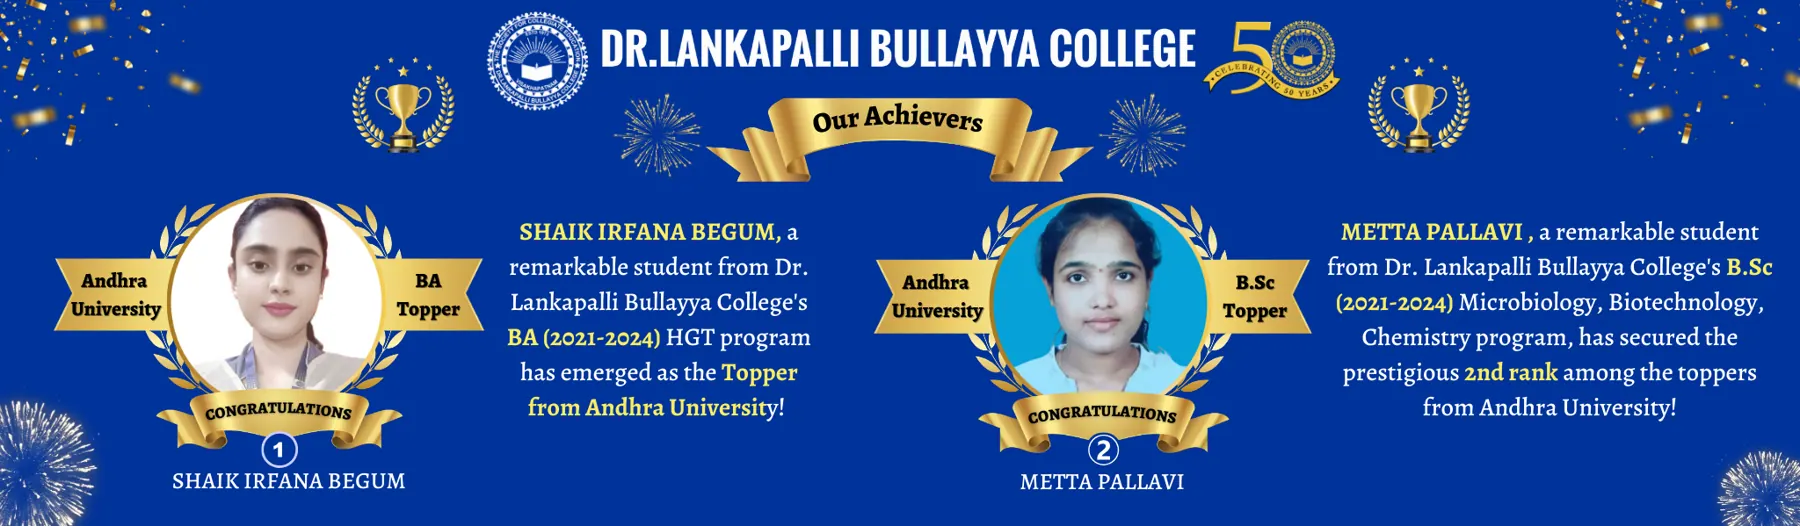 DR.LANKAPALLI BULLAYYA COLLEGE
50
CELEBRATING 50 YEARS
Our Achievers
Andhra
University
BA
Topper
CONGRATULATIONS
1
SHAIK IRFANA BEGUM
SHAIK IRFANA BEGUM, a
remarkable student from Dr.
Lankapalli Bullayya College's
BA (2021-2024) HGT program
has emerged as the Topper
from Andhra University!
Andhra
University
B.Sc
Topper
CONGRATULATIONS
2
METTA PALLAVI
METTA PALLAVI , a remarkable student
from Dr. Lankapalli Bullayya College's B.Sc
(2021-2024) Microbiology, Biotechnology,
Chemistry program, has secured the
prestigious 2nd rank among the toppers
from Andhra University!